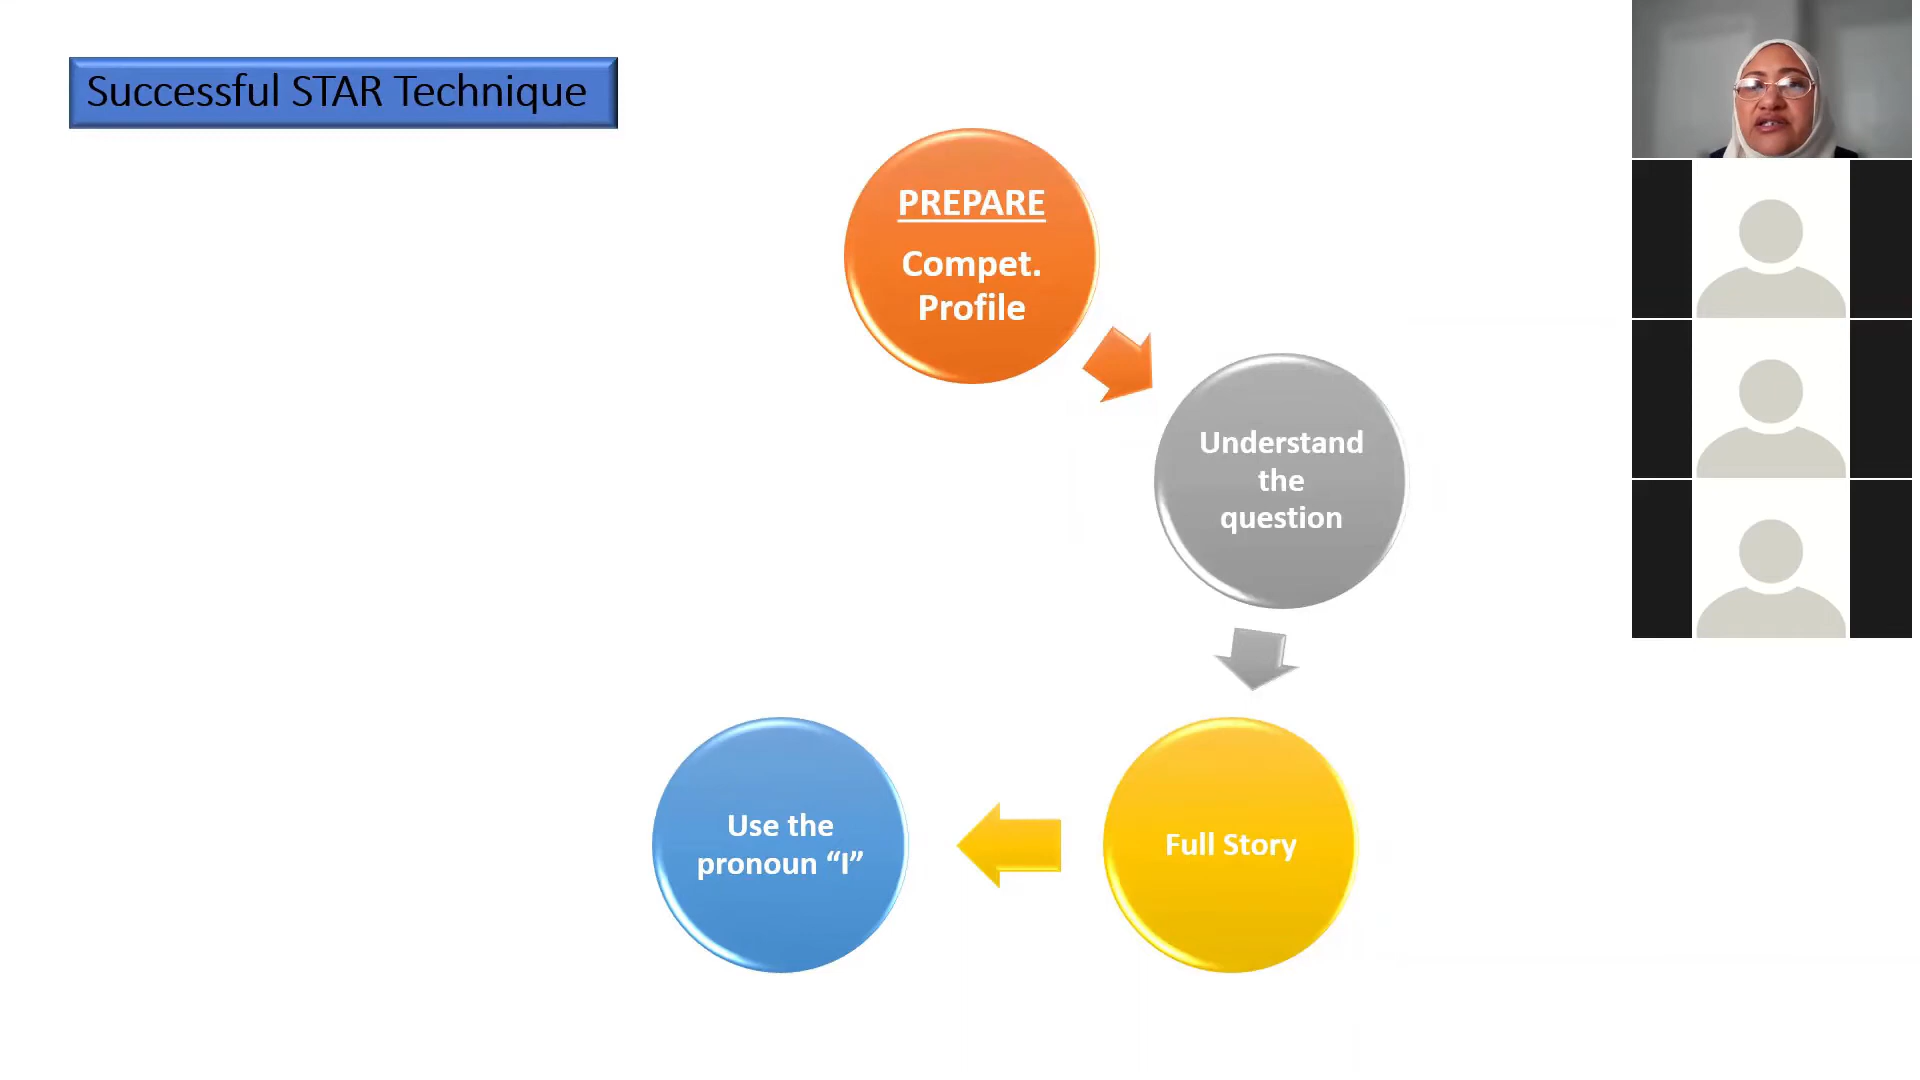 Successful STAR Technique
PREPARE
Compet.
Profile
Understand
the
question
Full Story
Use the
pronoun “I”